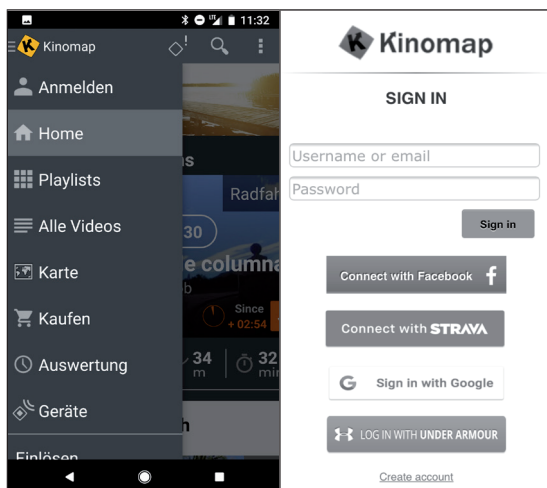 11:32
Kinomap
Anmelden
Home
Playlists
Alle Videos
Karte
Kaufen
Auswertung
Geräte
Einlösen
Radfah
30
e columna
b
Since
+ 02:54
34
m
32
min
h
Kinomap
SIGN IN
Username or email
Password
Sign in
Connect with Facebook f
Connect with STRAVA
G Sign in with Google
LOG IN WITH UNDER ARMOUR
Create account